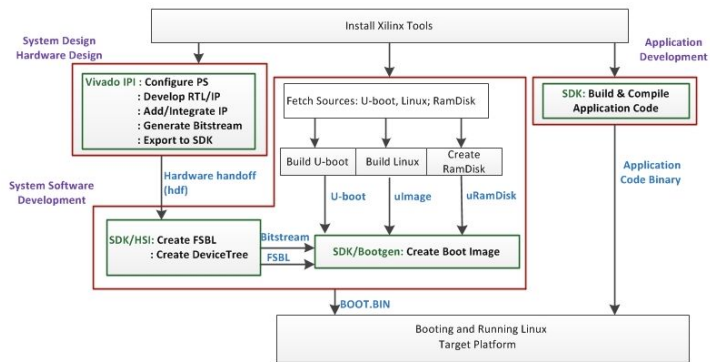 Install Xilinx Tools
System Design
Hardware Design
Application
Development
Vivado IPI : Configure PS
: Develop RTL/IP
: Add/Integrate IP
: Generate Bitstream
: Export to SDK
Fetch Sources: U-boot, Linux; RamDisk
SDK: Build & Compile
Application Code
Build U-boot
Build Linux
Create
RamDisk
Hardware handoff
(hdf)
Application
Code Binary
System Software
Development
U-boot
uImage
uRamDisk
SDK/HSI: Create FSBL
: Create DeviceTree
Bitstream
FSBL
SDK/Bootgen: Create Boot Image
BOOT.BIN
Booting and Running Linux
Target Platform